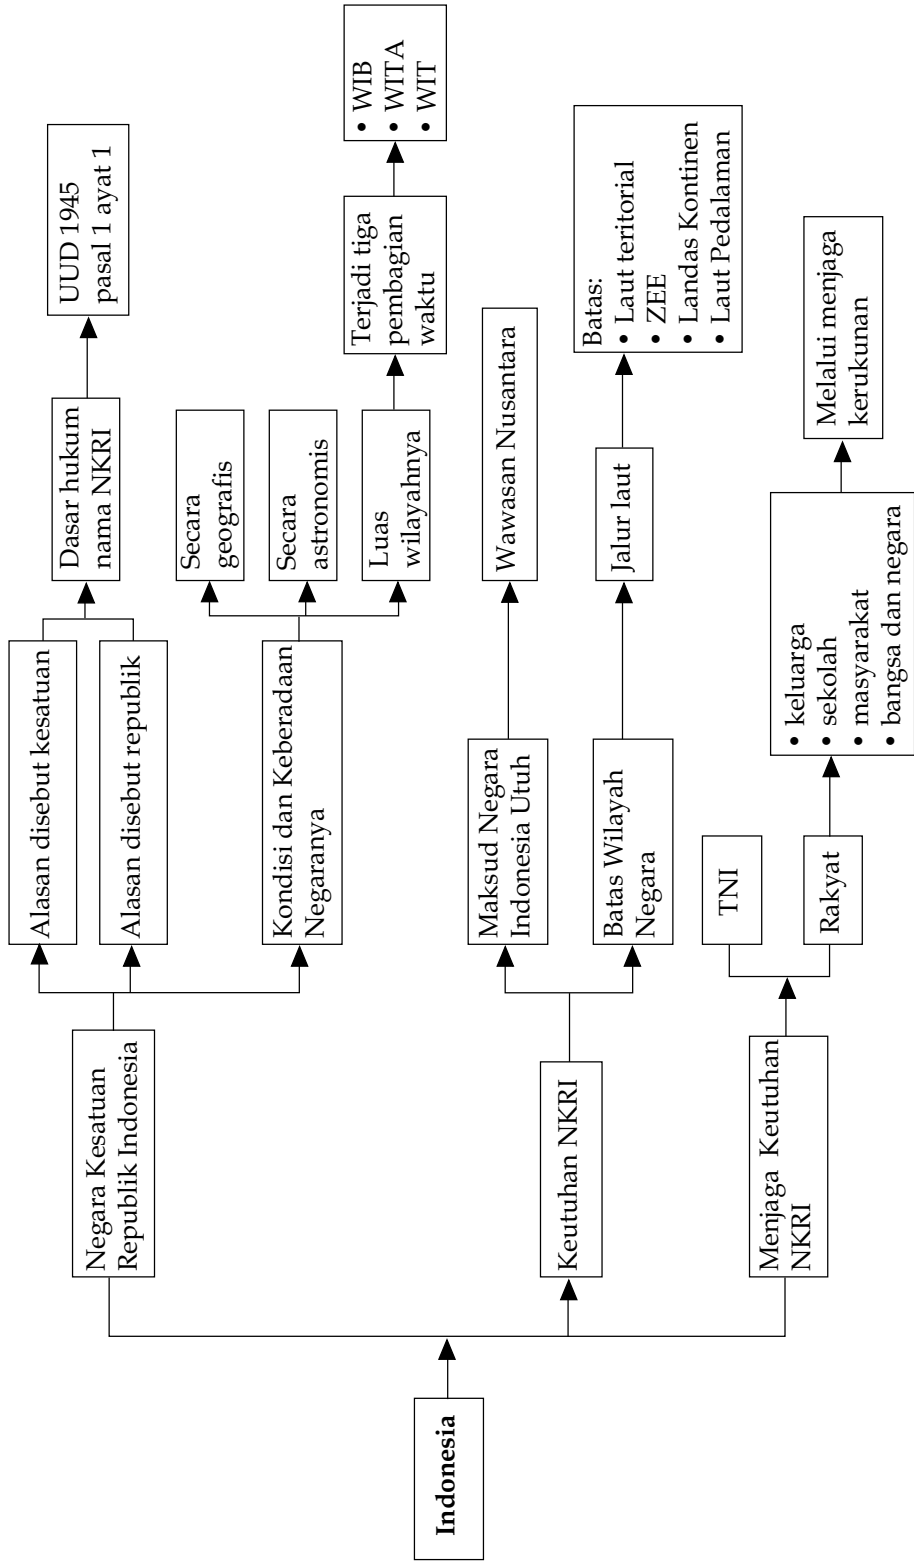 Indonesia
Negara Kesatuan
Republik Indonesia
Alasan disebut kesatuan
Alasan disebut republik
Dasar hukum
nama NKRI
UUD 1945
pasal 1 ayat 1
Kondisi dan Keberadaan
Negaranya
Secara
geografis
Secara
astronomis
Luas
wilayahnya
Terjadi tiga
pembagian
waktu
• WIB
• WITA
• WIT
Keutuhan NKRI
Maksud Negara
Indonesia Utuh
Wawasan Nusantara
Batas Wilayah
Negara
Jalur laut
Batas:
• Laut teritorial
• ZEE
• Landas Kontinen
• Laut Pedalaman
Menjaga Keutuhan
NKRI
TNI
Rakyat
• keluarga
• sekolah
• masyarakat
• bangsa dan negara
Melalui menjaga
kerukunan